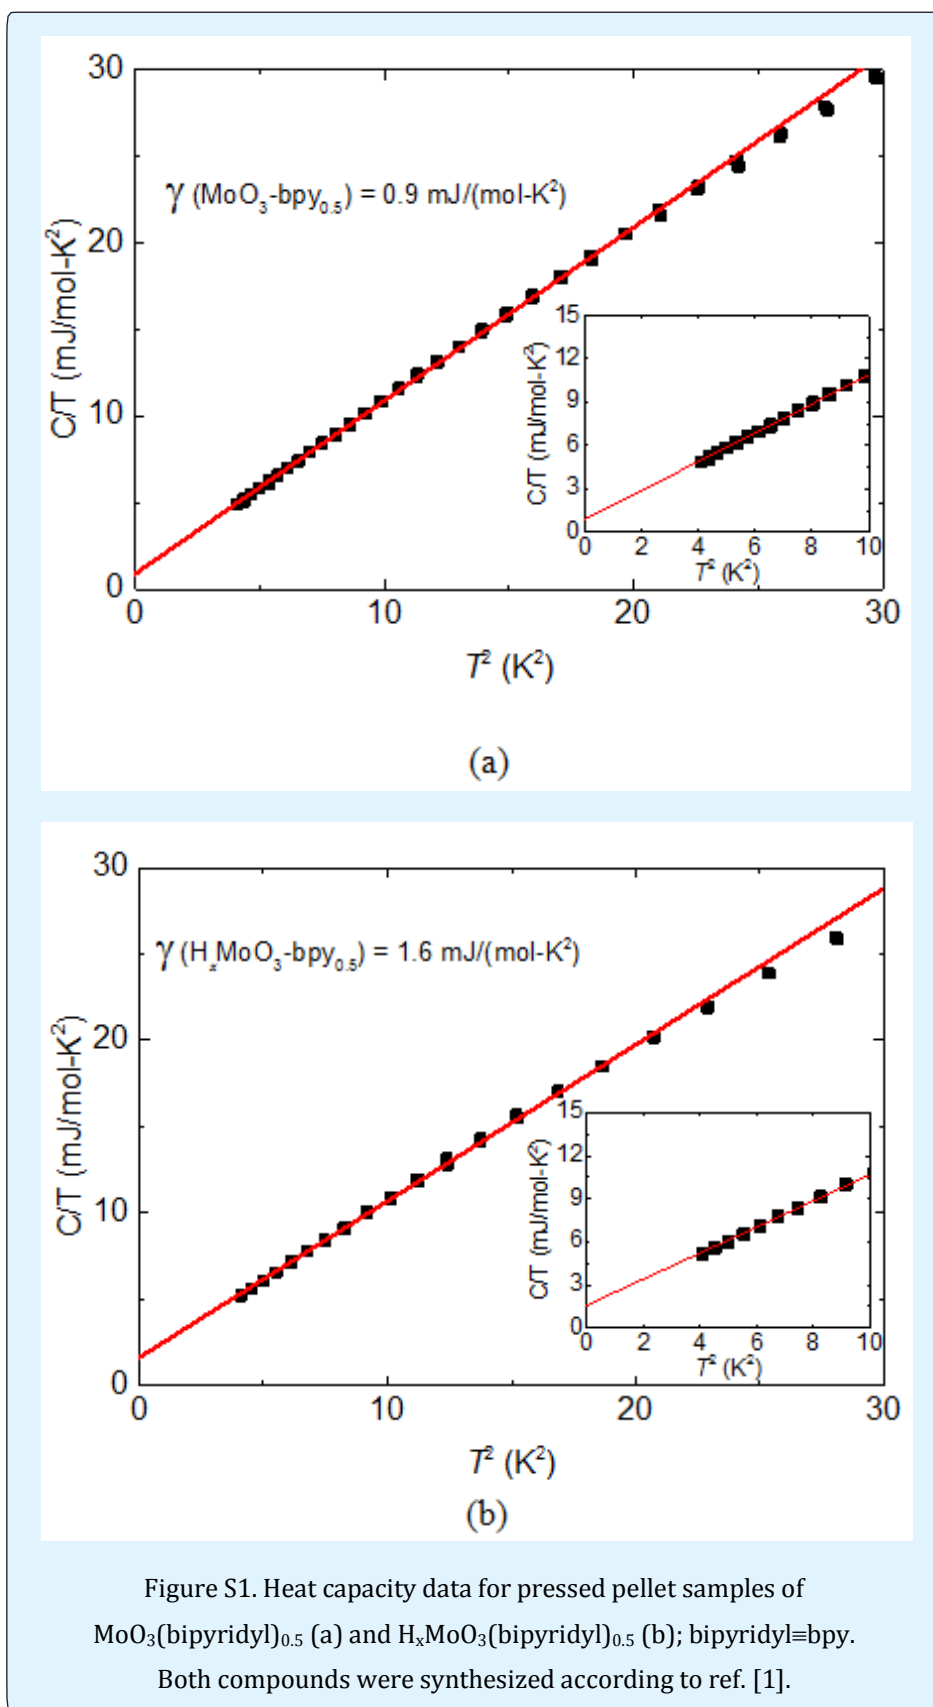 30
20
10
0
C/T (mJ/mol-K²)
γ (MoO₃-bpy₀.₅) = 0.9 mJ/(mol-K²)
15
12
9
6
3
0
C/T (mJ/mol-K²)
0 2 4 6 8 10
T² (K²)
0 10 20 30
T² (K²)
(a)
30
20
10
0
C/T (mJ/mol-K²)
γ (HₓMoO₃-bpy₀.₅) = 1.6 mJ/(mol-K²)
15
12
9
6
3
0
C/T (mJ/mol-K²)
0 2 4 6 8 10
T² (K²)
0 10 20 30
T² (K²)
(b)
Figure S1. Heat capacity data for pressed pellet samples of
MoO₃(bipyridyl)₀.₅ (a) and HₓMoO₃(bipyridyl)₀.₅ (b); bipyridyl≡bpy.
Both compounds were synthesized according to ref. [1].